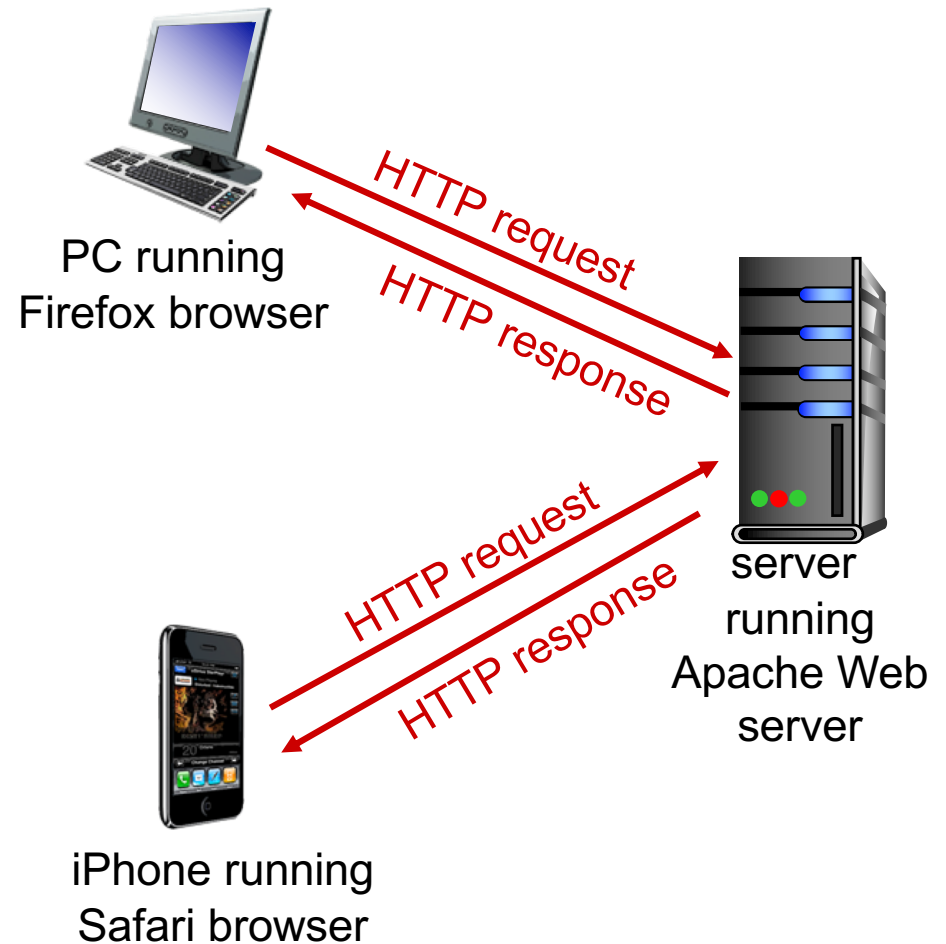 HTTP request
HTTP response
PC running
Firefox browser
HTTP request
HTTP response
server
running
Apache Web
server
iPhone running
Safari browser